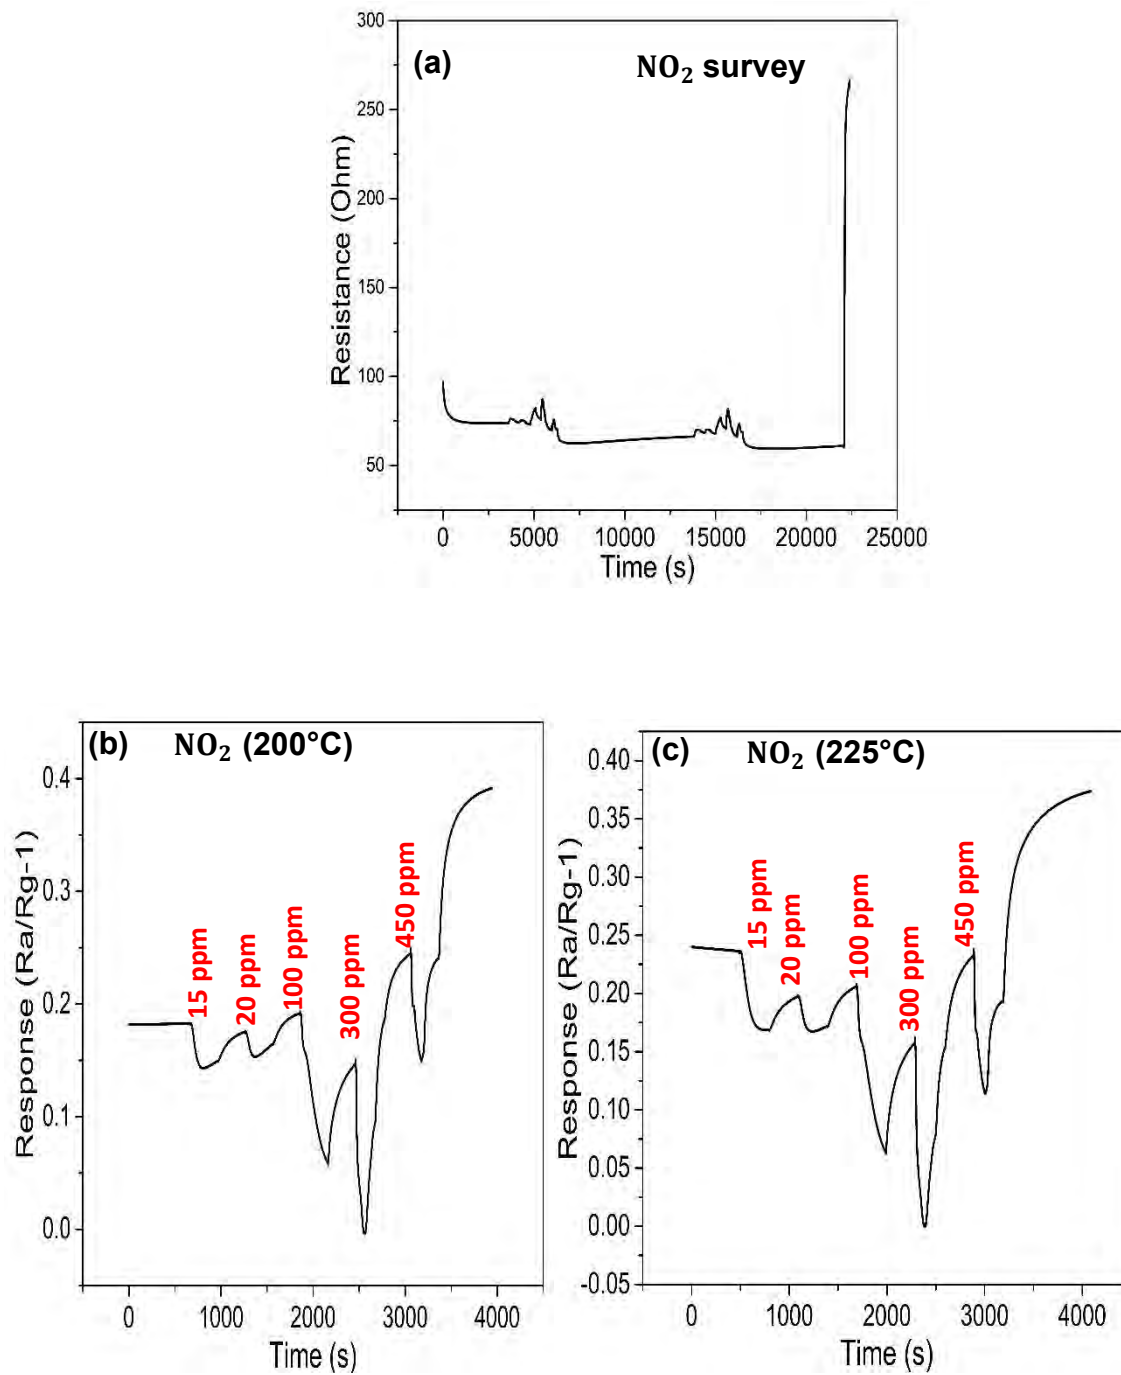 (a) NO₂ survey
300
250
200
150
100
50
Resistance (Ohm)
0 5000 10000 15000 20000 25000
Time (s)
(b) NO₂ (200°C)
0.4
0.3
0.2
0.1
0.0
Response (Ra/Rg-1)
15 ppm
20 ppm
100 ppm
300 ppm
450 ppm
0 1000 2000 3000 4000
Time (s)
(c) NO₂ (225°C)
0.40
0.35
0.30
0.25
0.20
0.15
0.10
0.05
0.00
-0.05
Response (Ra/Rg-1)
15 ppm
20 ppm
100 ppm
300 ppm
450 ppm
0 1000 2000 3000 4000
Time (s)